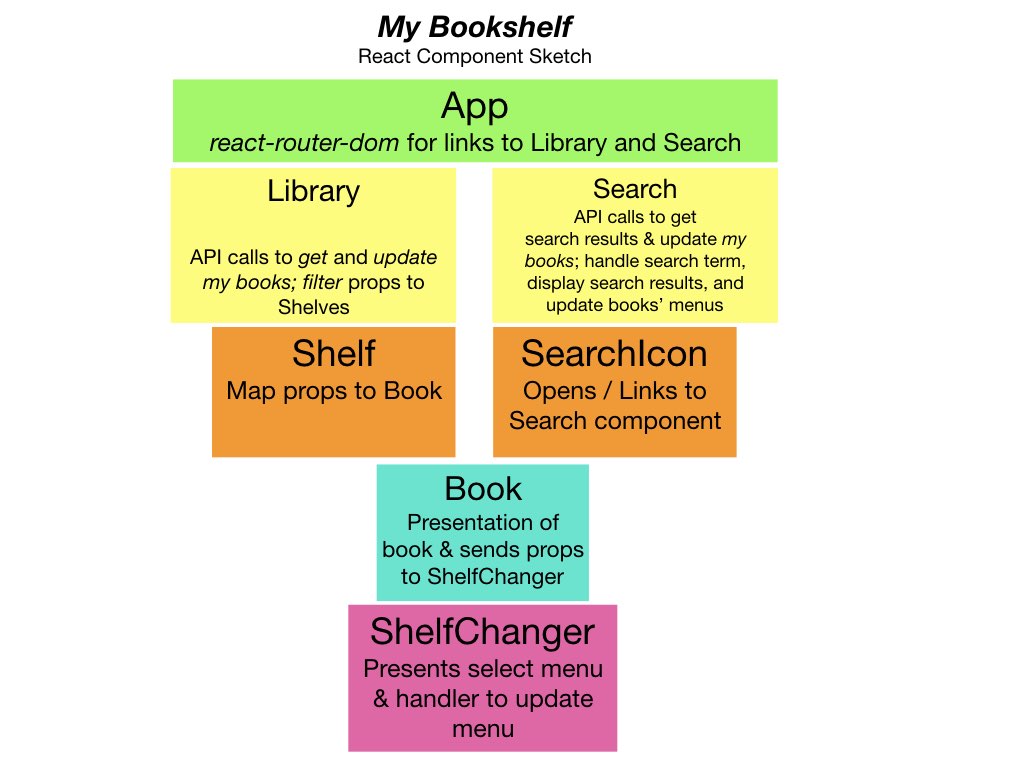 My Bookshelf
React Component Sketch
App
react-router-dom for links to Library and Search
Library
API calls to get and update
my books; filter props to
Shelves
Search
API calls to get
search results & update my
books; handle search term,
display search results, and
update books’ menus
Shelf
Map props to Book
SearchIcon
Opens / Links to
Search component
Book
Presentation of
book & sends props
to ShelfChanger
ShelfChanger
Presents select menu
& handler to update
menu